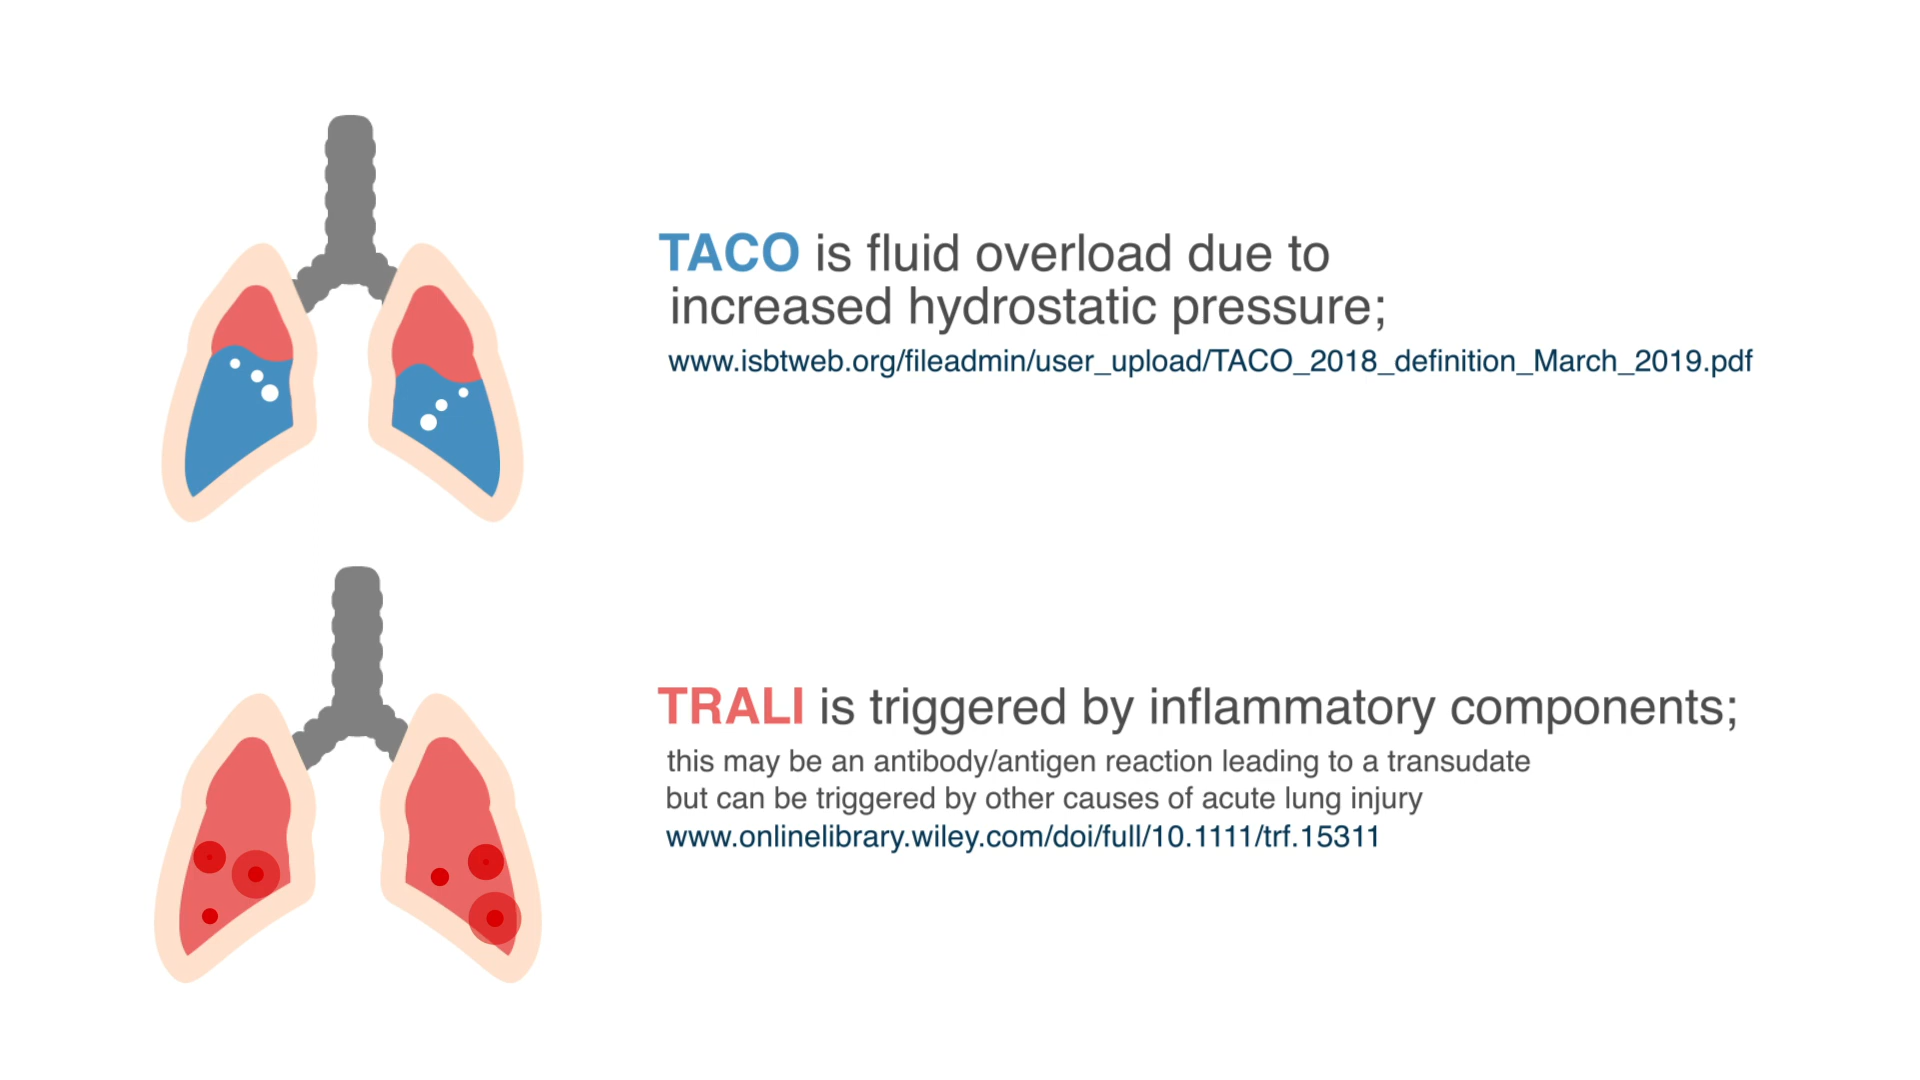 TACO is fluid overload due to
increased hydrostatic pressure;
www.isbtweb.org/fileadmin/user_upload/TACO_2018_definition_March_2019.pdf
TRALI is triggered by inflammatory components;
this may be an antibody/antigen reaction leading to a transudate
but can be triggered by other causes of acute lung injury
www.onlinelibrary.wiley.com/doi/full/10.1111/trf.15311